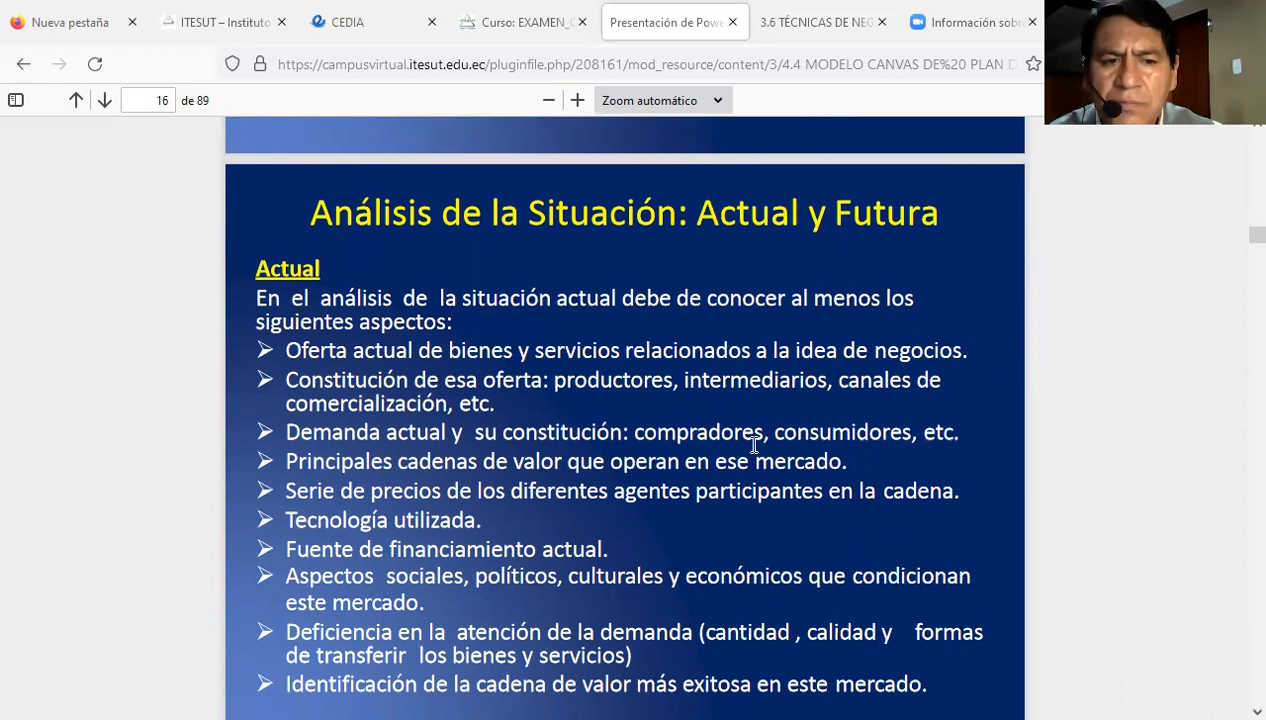 Nueva pestaña
ITESUT – Instituto
CEDIA
Curso: EXAMEN_
Presentación de Powe
3.6 TÉCNICAS DE NEG
Información sobr
https://campusvirtual.itesut.edu.ec/pluginfile.php/208161/mod_resource/content/3/4.4 MODELO CANVAS DE%20 PLAN D
16 de 89
Zoom automático
Análisis de la Situación: Actual y Futura
Actual
En el análisis de la situación actual debe de conocer al menos los
siguientes aspectos:
Oferta actual de bienes y servicios relacionados a la idea de negocios.
Constitución de esa oferta: productores, intermediarios, canales de
comercialización, etc.
Demanda actual y su constitución: compradores, consumidores, etc.
Principales cadenas de valor que operan en ese mercado.
Serie de precios de los diferentes agentes participantes en la cadena.
Tecnología utilizada.
Fuente de financiamiento actual.
Aspectos sociales, políticos, culturales y económicos que condicionan
este mercado.
Deficiencia en la atención de la demanda (cantidad , calidad y formas
de transferir los bienes y servicios)
Identificación de la cadena de valor más exitosa en este mercado.